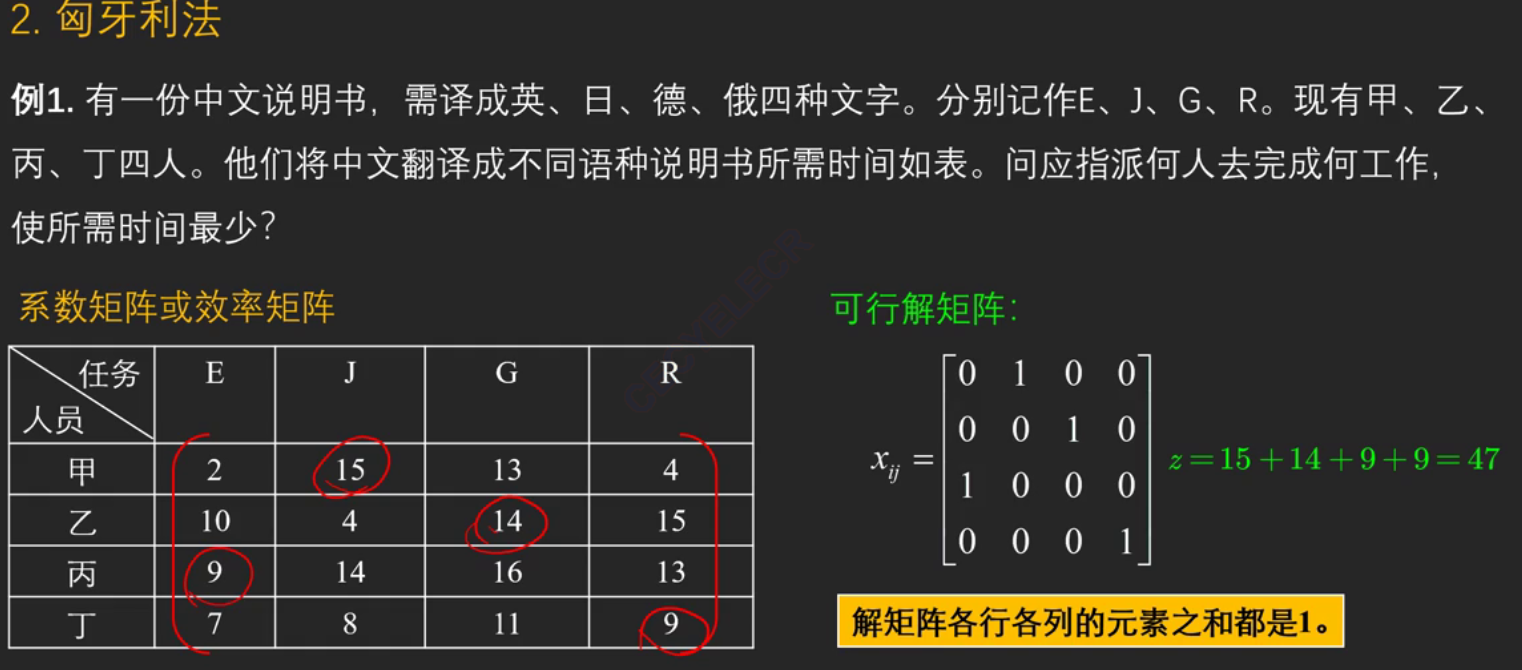 2. 匈牙利法
例1. 有一份中文说明书，需译成英、日、德、俄四种文字。分别记作E、J、G、R。现有甲、乙、
丙、丁四人。他们将中文翻译成不同语种说明书所需时间如表。问应指派何人去完成何工作，
使所需时间最少？
系数矩阵或效率矩阵
任务 E J G R
人员
甲 2 15 13 4
乙 10 4 14 15
丙 9 14 16 13
丁 7 8 11 9
可行解矩阵：
0 1 0 0
0 0 1 0
x_{ij} = z = 15 + 14 + 9 + 9 = 47
1 0 0 0
0 0 0 1
解矩阵各行各列的元素之和都是1。